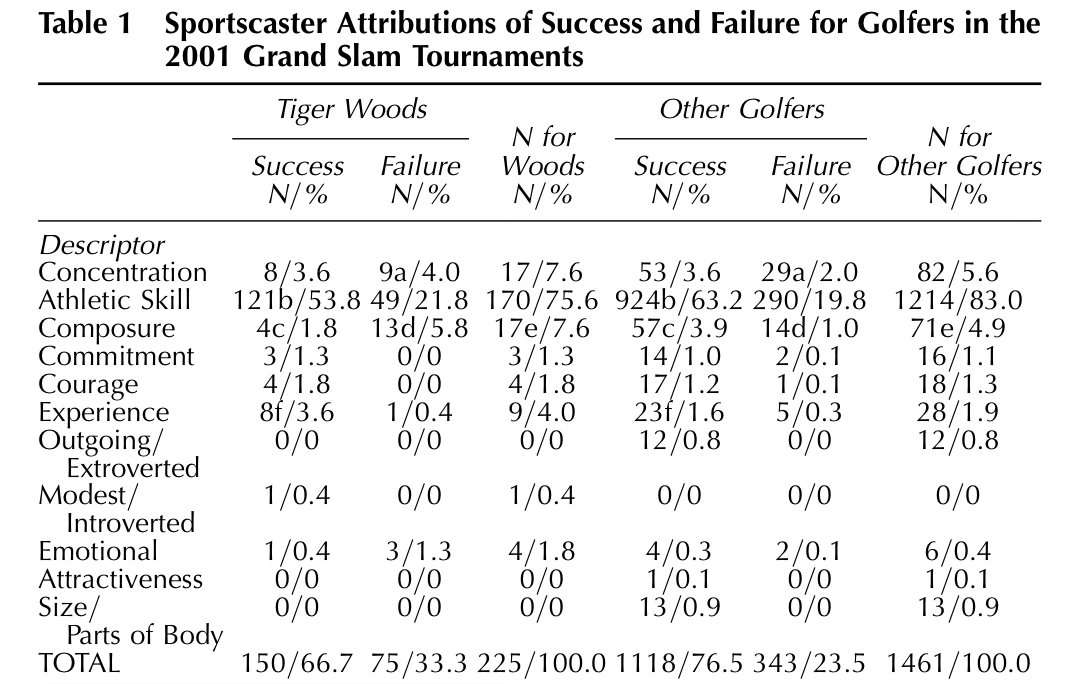 Table 1 Sportscaster Attributions of Success and Failure for Golfers in the
2001 Grand Slam Tournaments
Tiger Woods Other Golfers
N for N for
Success Failure Woods Success Failure Other Golfers
N/% N/% N/% N/% N/% N/%
Descriptor
Concentration 8/3.6 9a/4.0 17/7.6 53/3.6 29a/2.0 82/5.6
Athletic Skill 121b/53.8 49/21.8 170/75.6 924b/63.2 290/19.8 1214/83.0
Composure 4c/1.8 13d/5.8 17e/7.6 57c/3.9 14d/1.0 71e/4.9
Commitment 3/1.3 0/0 3/1.3 14/1.0 2/0.1 16/1.1
Courage 4/1.8 0/0 4/1.8 17/1.2 1/0.1 18/1.3
Experience 8f/3.6 1/0.4 9/4.0 23f/1.6 5/0.3 28/1.9
Outgoing/ 0/0 0/0 0/0 12/0.8 0/0 12/0.8
Extroverted
Modest/ 1/0.4 0/0 1/0.4 0/0 0/0 0/0
Introverted
Emotional 1/0.4 3/1.3 4/1.8 4/0.3 2/0.1 6/0.4
Attractiveness 0/0 0/0 0/0 1/0.1 0/0 1/0.1
Size/ 0/0 0/0 0/0 13/0.9 0/0 13/0.9
Parts of Body
TOTAL 150/66.7 75/33.3 225/100.0 1118/76.5 343/23.5 1461/100.0